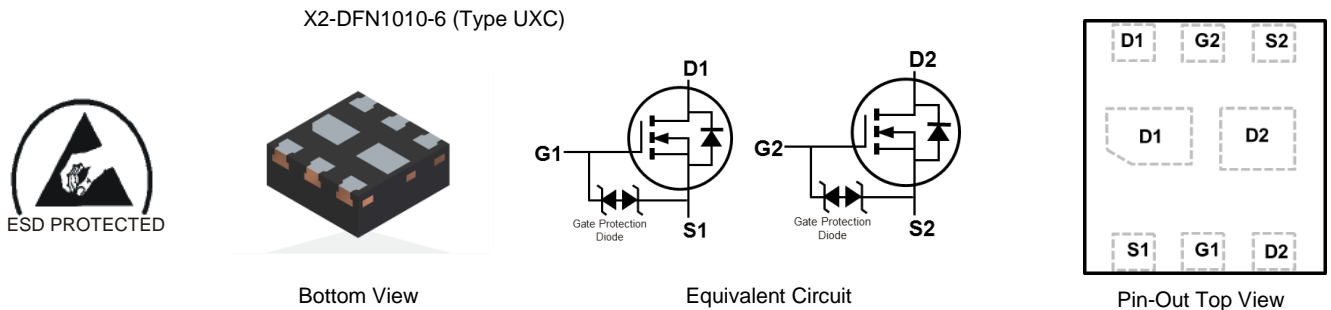 X2-DFN1010-6 (Type UXC)
ESD PROTECTED
Bottom View
D1
G1
Gate Protection
Diode
S1
D2
G2
Gate Protection
Diode
S2
Equivalent Circuit
D1 G2 S2
D1 D2
S1 G1 D2
Pin-Out Top View